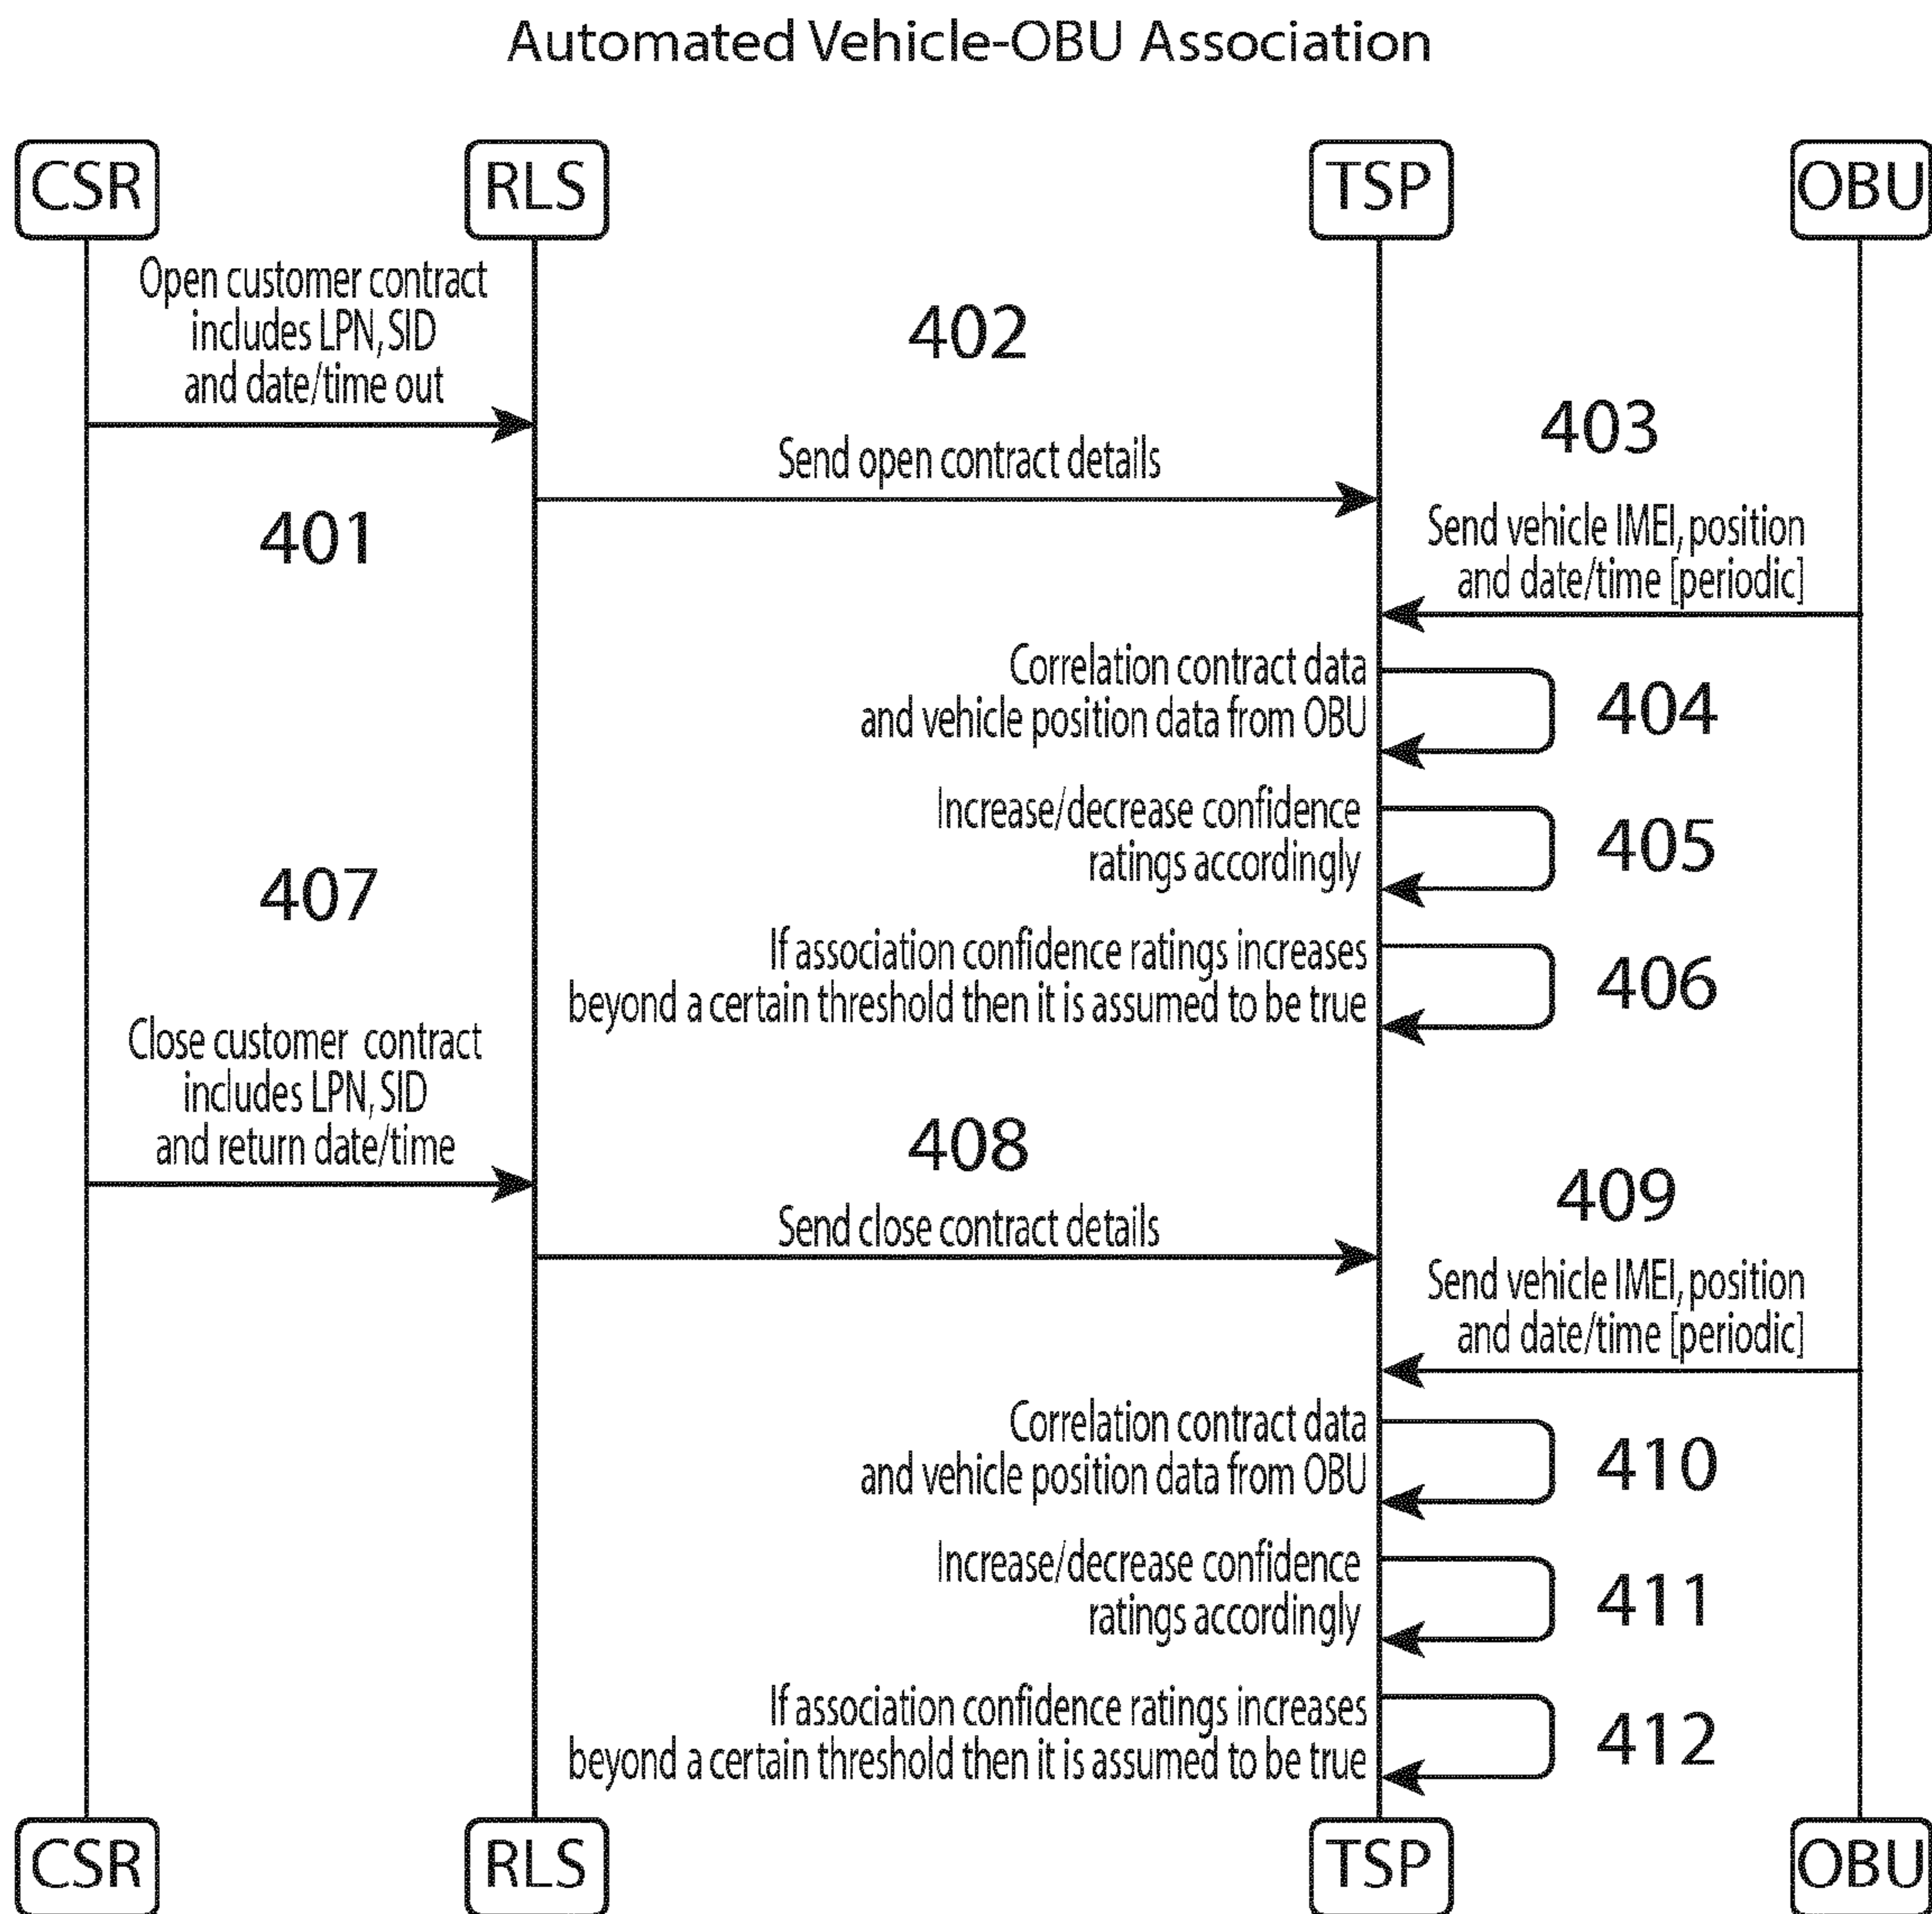 Automated Vehicle-OBU Association
CSR
RLS
TSP
OBU
Open customer contract
includes LPN, SID
and date/time out
401
402
Send open contract details
403
Send vehicle IMEI, position
and date/time [periodic]
Correlation contract data
and vehicle position data from OBU
404
Increase/decrease confidence
ratings accordingly
405
If association confidence ratings increases
beyond a certain threshold then it is assumed to be true
406
407
Close customer contract
includes LPN, SID
and return date/time
408
Send close contract details
409
Send vehicle IMEI, position
and date/time [periodic]
Correlation contract data
and vehicle position data from OBU
410
Increase/decrease confidence
ratings accordingly
411
If association confidence ratings increases
beyond a certain threshold then it is assumed to be true
412
CSR
RLS
TSP
OBU